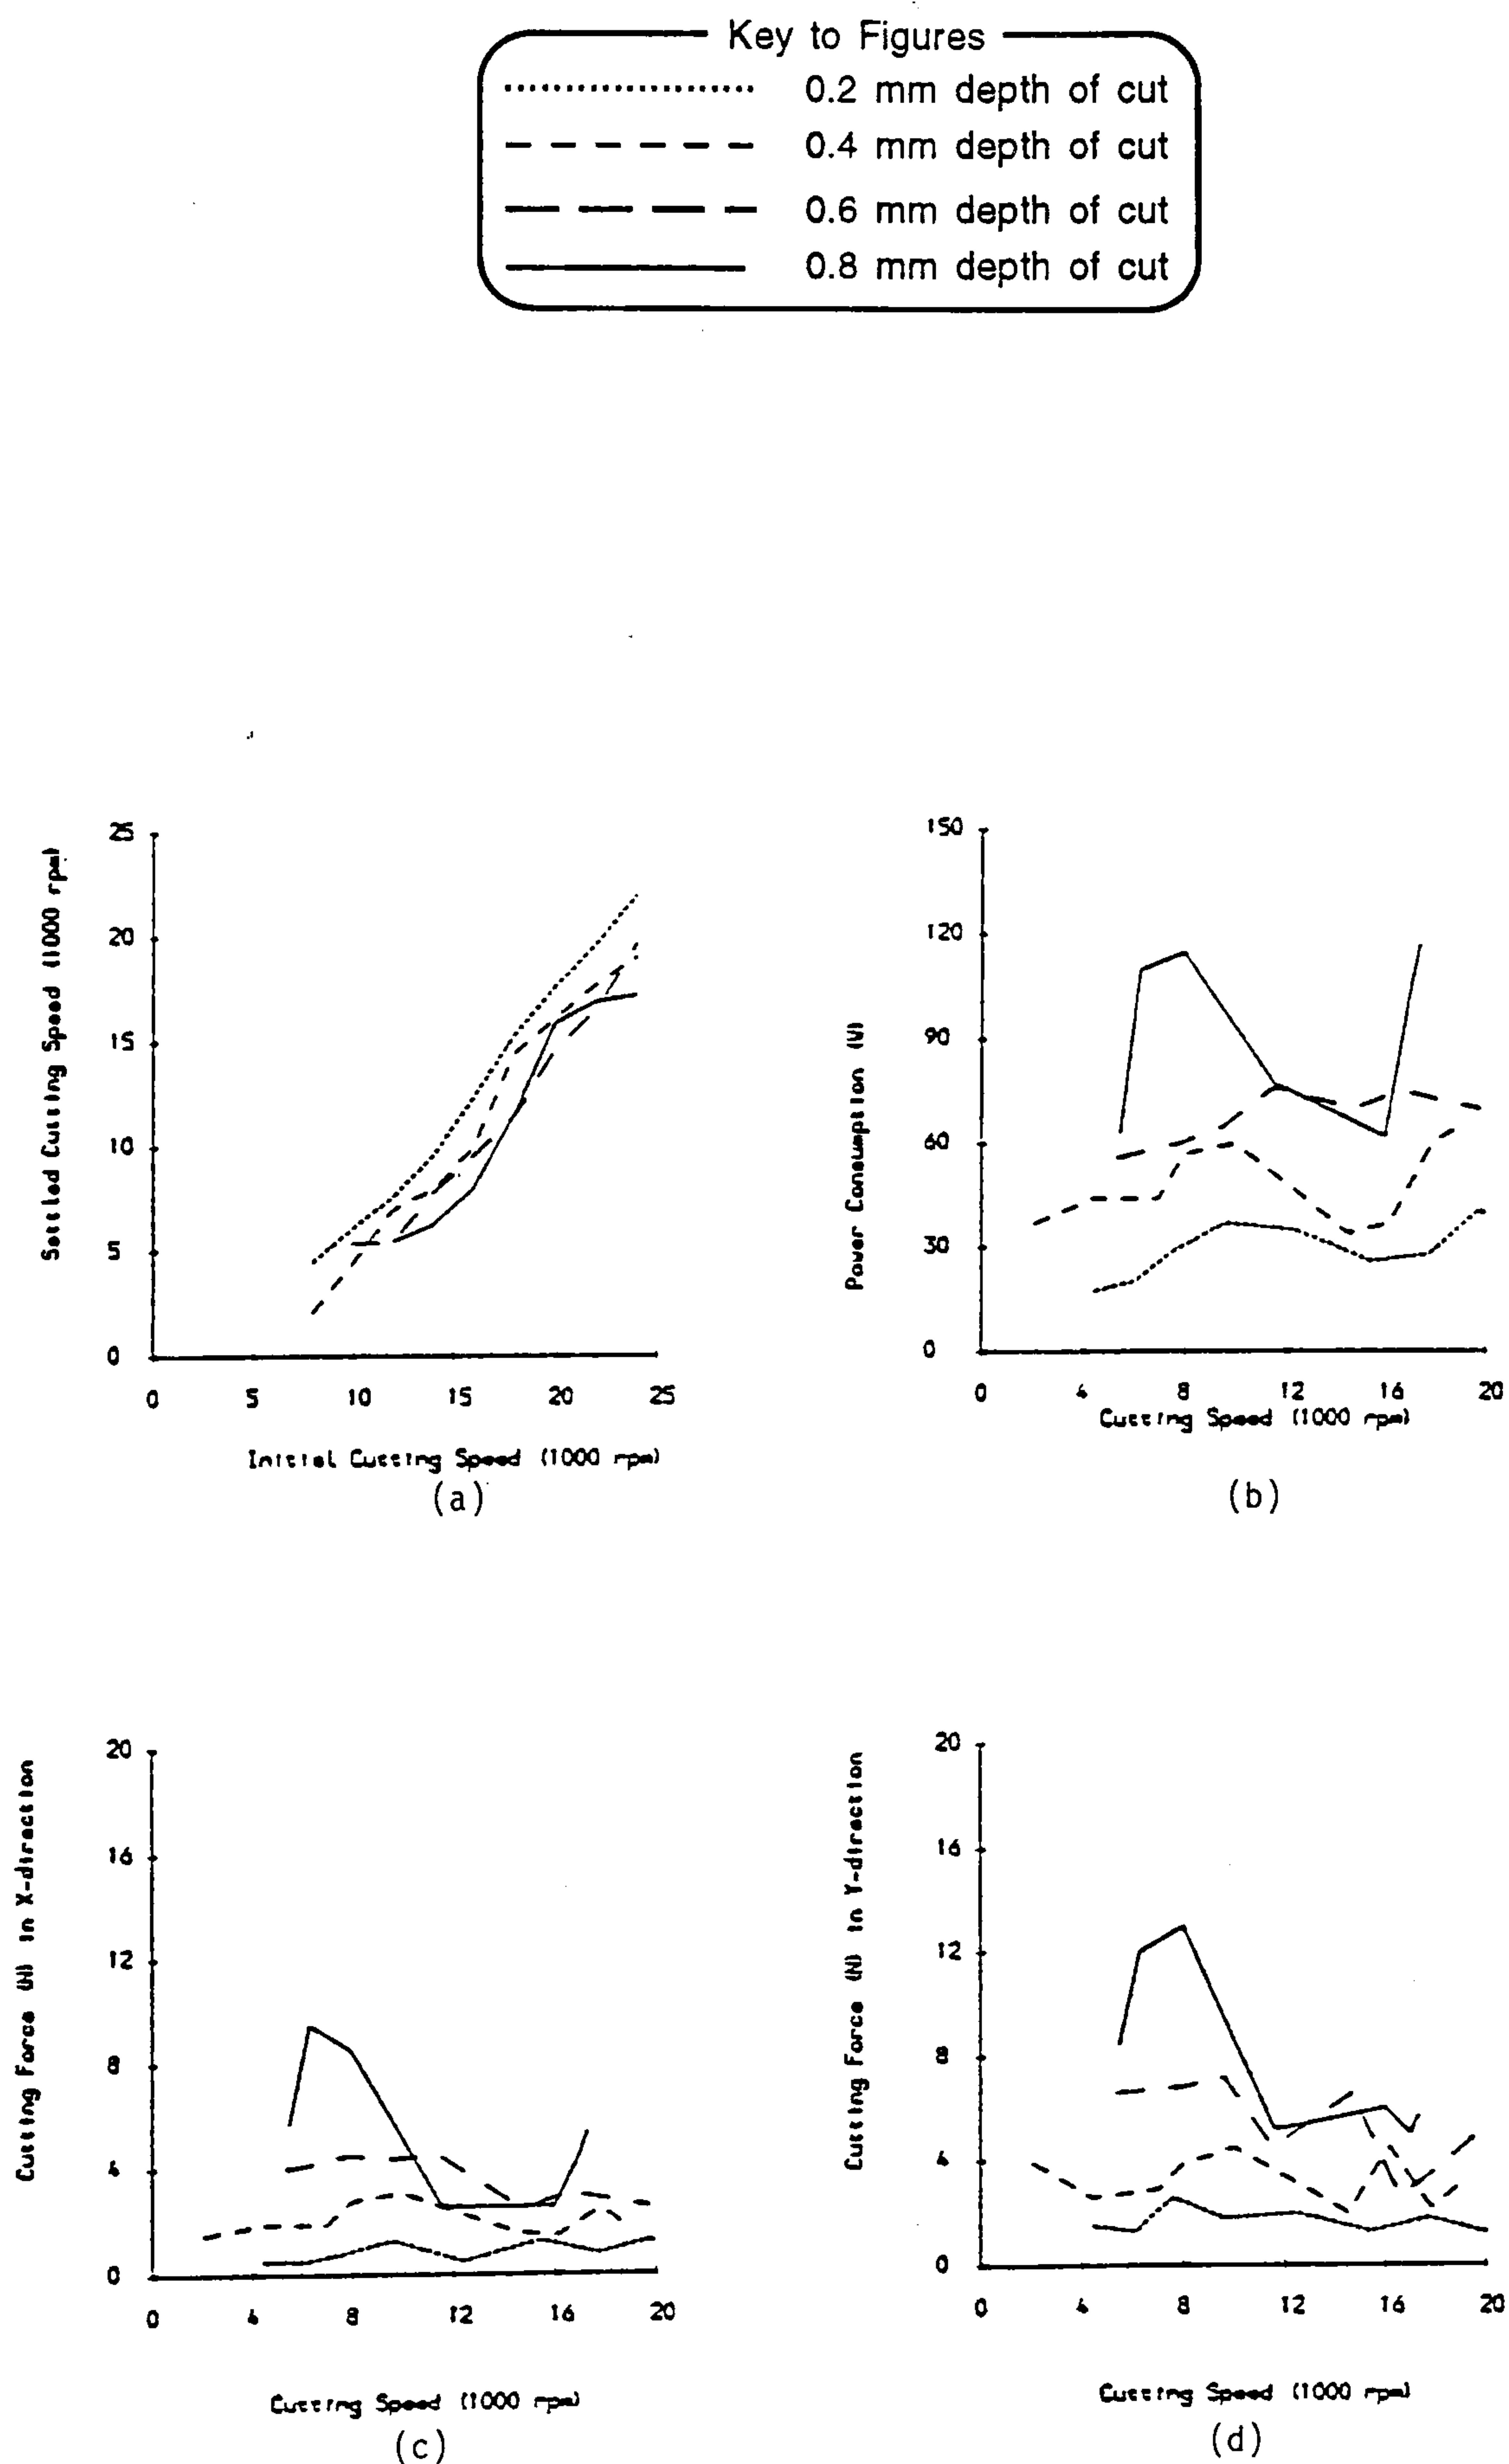 Key to Figures
0.2 mm depth of cut
0.4 mm depth of cut
0.6 mm depth of cut
0.8 mm depth of cut
Settled Cutting Speed (1000 rpm)
25
20
15
10
5
0
0 5 10 15 20 25
Initial Cutting Speed (1000 rpm)
(a)
Power Consumption (W)
150
120
90
60
30
0
0 4 8 12 16 20
Cutting Speed (1000 rpm)
(b)
Cutting Force (N) in X-direction
20
16
12
8
4
0
0 4 8 12 16 20
Cutting Speed (1000 rpm)
(c)
Cutting Force (N) in Y-direction
20
16
12
8
4
0
0 4 8 12 16 20
Cutting Speed (1000 rpm)
(d)